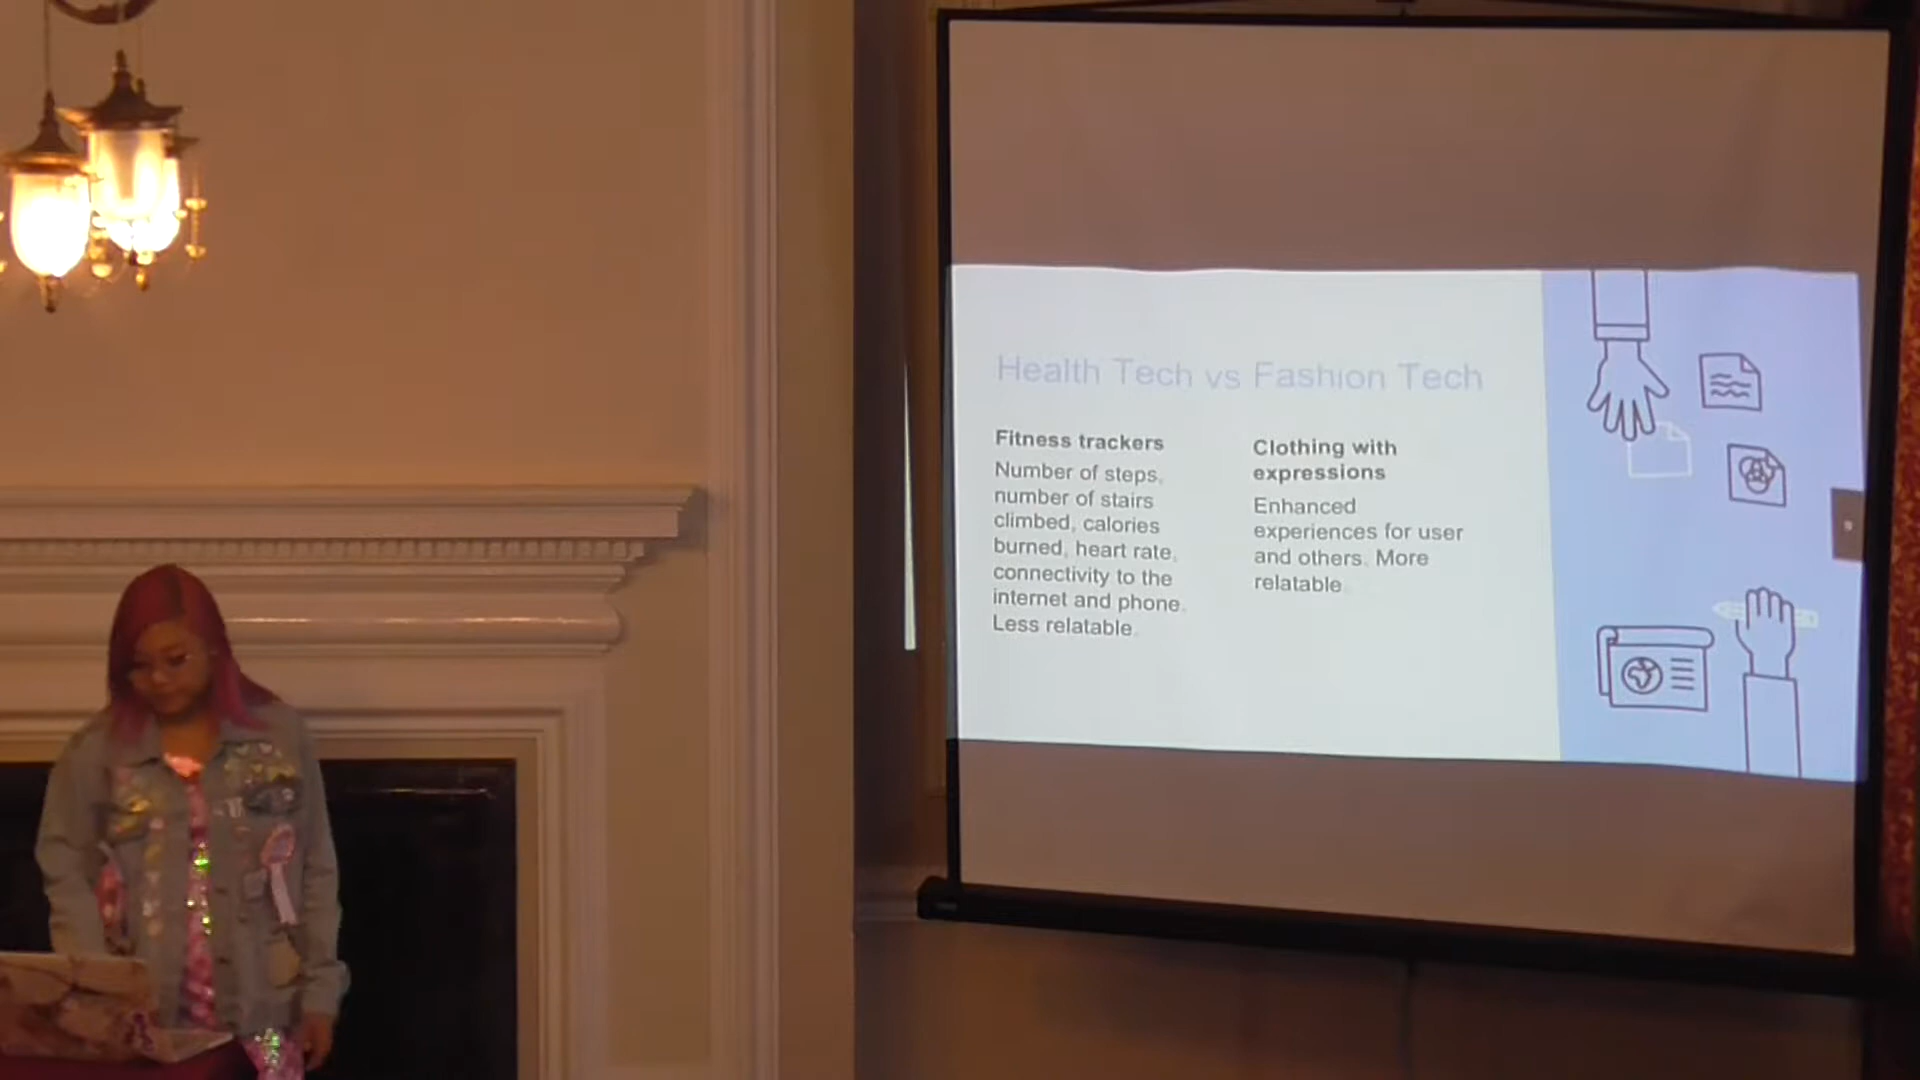 Health Tech vs Fashion Tech
Fitness trackers
Number of steps,
number of stairs
climbed, calories
burned, heart rate,
connectivity to the
internet and phone.
Less relatable.
Clothing with
expressions
Enhanced
experiences for user
and others. More
relatable.